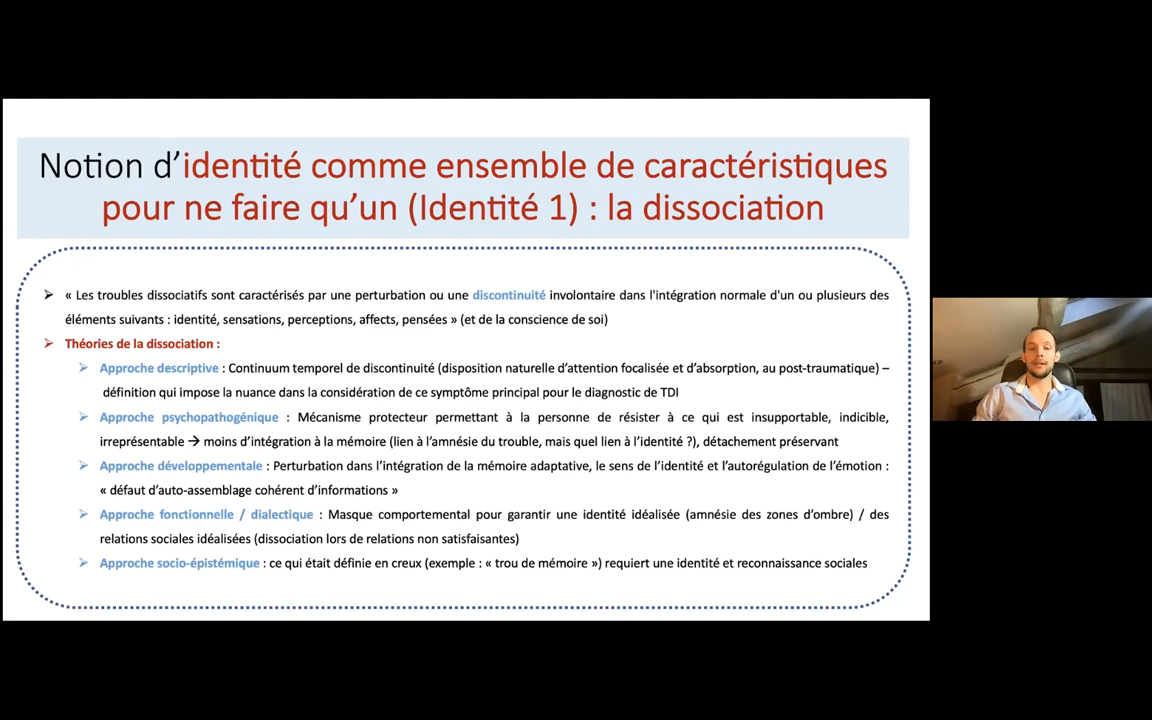 Notion d’identité comme ensemble de caractéristiques
pour ne faire qu’un (Identité 1) : la dissociation
« Les troubles dissociatifs sont caractérisés par une perturbation ou une discontinuité involontaire dans l'intégration normale d'un ou plusieurs des
éléments suivants : identité, sensations, perceptions, affects, pensées » (et de la conscience de soi)
Théories de la dissociation :
Approche descriptive : Continuum temporel de discontinuité (disposition naturelle d’attention focalisée et d’absorption, au post-traumatique) –
définition qui impose la nuance dans la considération de ce symptôme principal pour le diagnostic de TDI
Approche psychopathogénique : Mécanisme protecteur permettant à la personne de résister à ce qui est insupportable, indicible,
irreprésentable → moins d’intégration à la mémoire (lien à l’amnésie du trouble, mais quel lien à l’identité ?), détachement préservant
Approche développementale : Perturbation dans l’intégration de la mémoire adaptative, le sens de l’identité et l’autorégulation de l’émotion :
« défaut d’auto-assemblage cohérent d’informations »
Approche fonctionnelle / dialectique : Masque comportemental pour garantir une identité idéalisée (amnésie des zones d’ombre) / des
relations sociales idéalisées (dissociation lors de relations non satisfaisantes)
Approche socio-épistémique : ce qui était définie en creux (exemple : « trou de mémoire ») requiert une identité et reconnaissance sociales